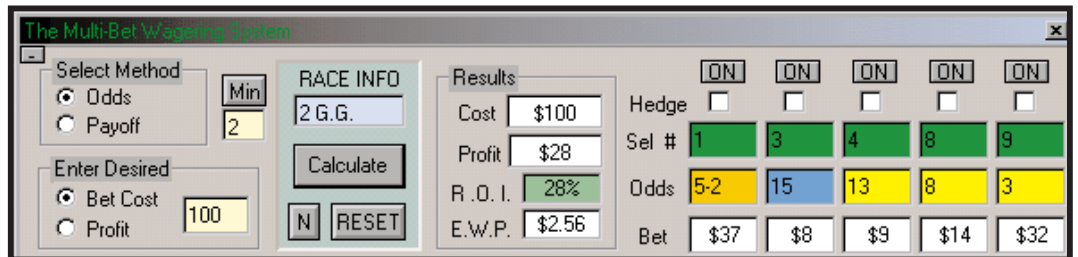 The Multi-Bet Wagering System x
-
Select Method
Odds
Payoff
Min
2
Enter Desired
Bet Cost
Profit
100
RACE INFO
2 G.G.
Calculate
N RESET
Results
Cost $100
Profit $28
R.O.I. 28%
E.W.P. $2.56
ON ON ON ON ON
Hedge
Sel # 1 3 4 8 9
Odds 5-2 15 13 8 3
Bet $37 $8 $9 $14 $32